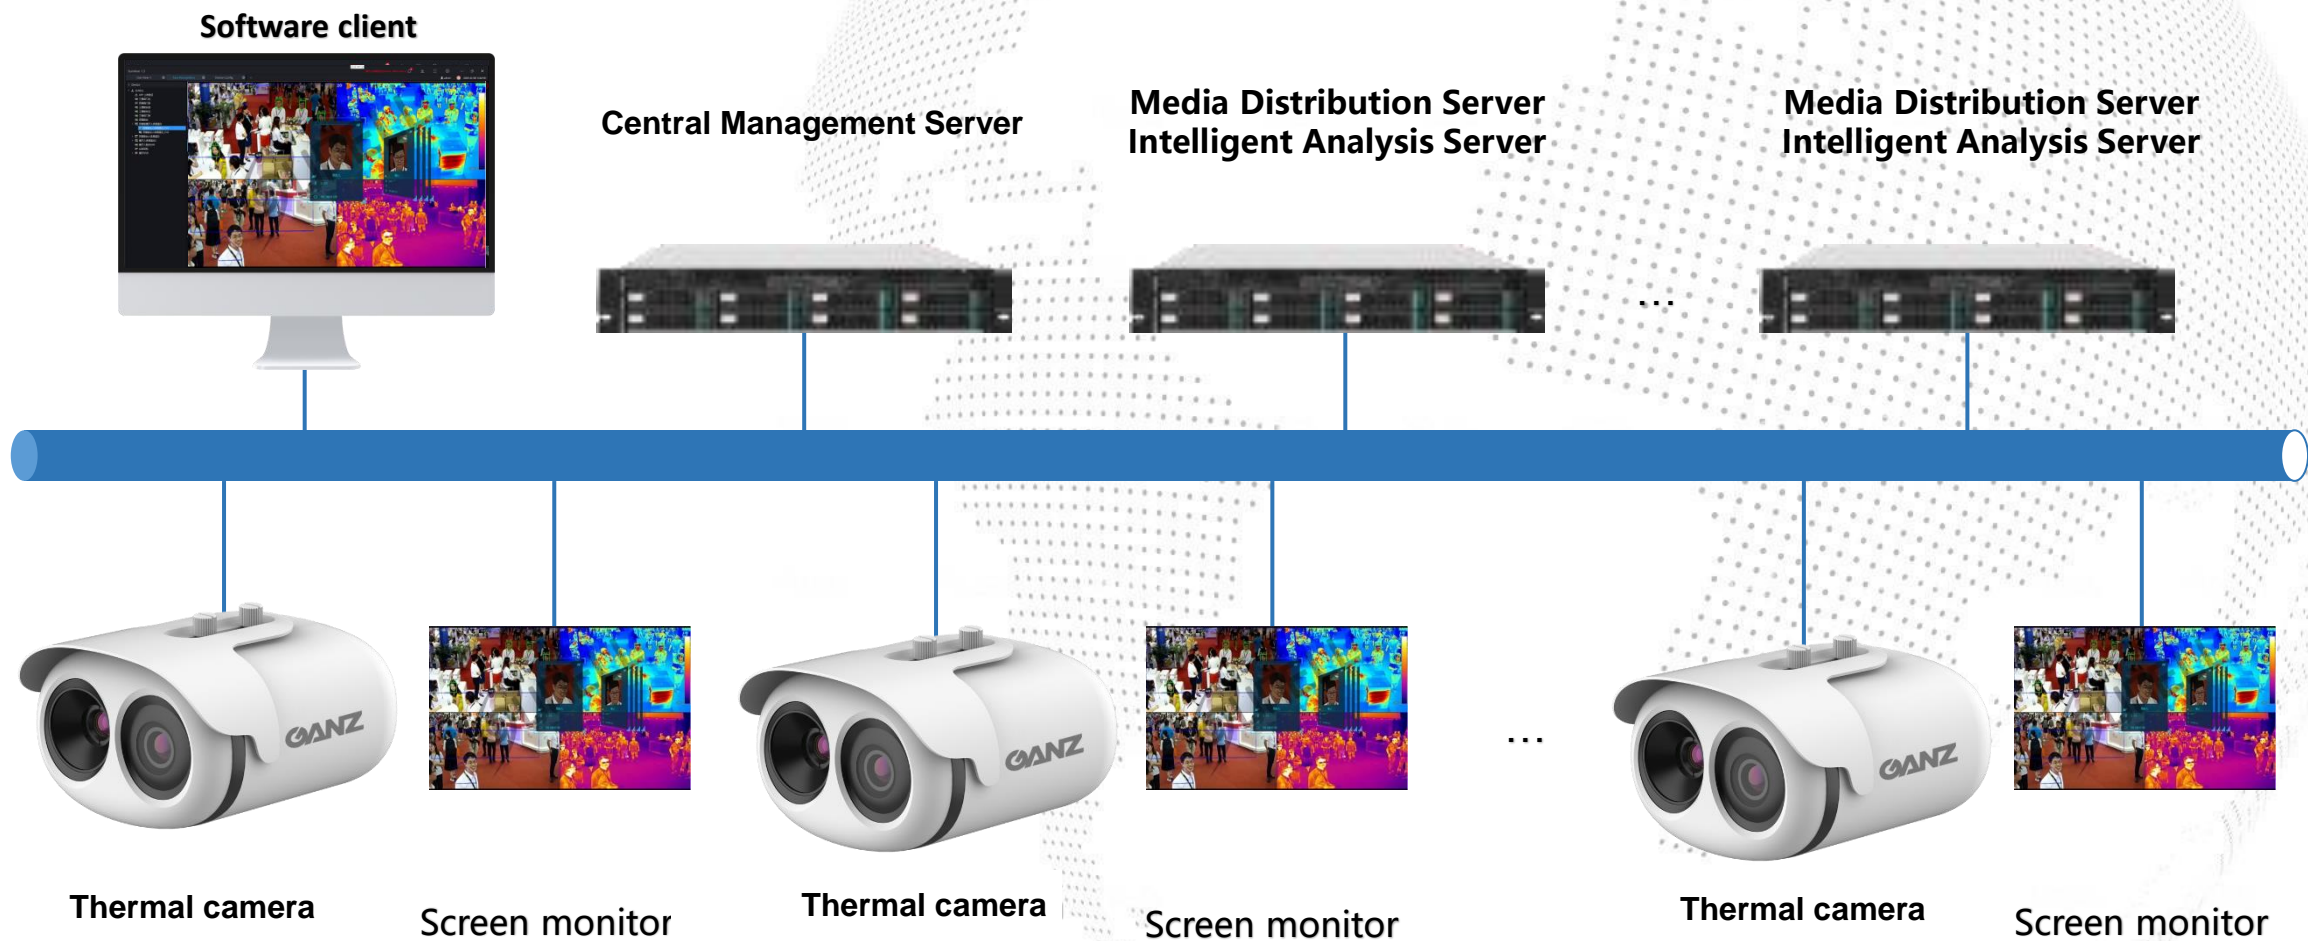 Software client
Central Management Server
Media Distribution Server
Intelligent Analysis Server
Media Distribution Server
Intelligent Analysis Server
...
GANZ
GANZ
...
GANZ
Thermal camera
Screen monitor
Thermal camera
Screen monitor
Thermal camera
Screen monitor